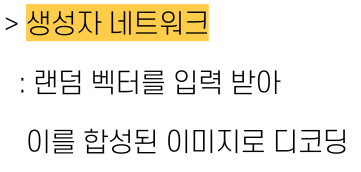 > 생성자 네트워크
: 랜덤 벡터를 입력 받아
이를 합성된 이미지로 디코딩